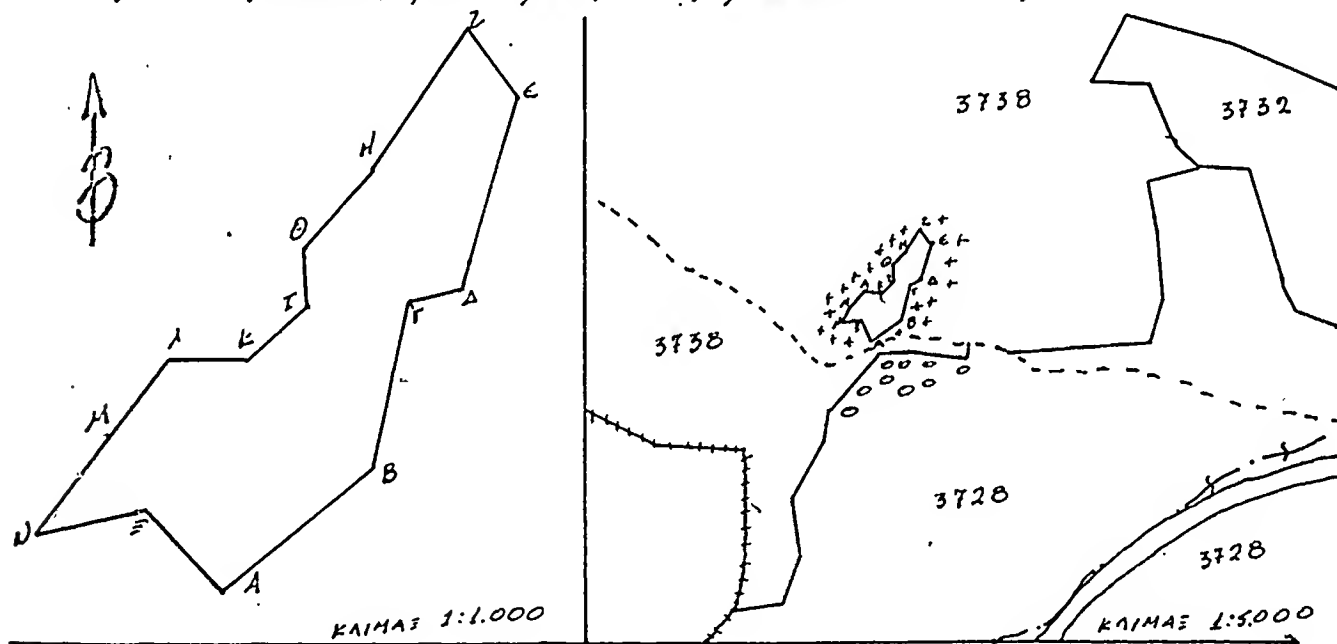 Ζ
Ε
Η
Β
Θ
Ι
Δ
Γ
Λ
Κ
Μ
Β
Ν
Ξ
Α
ΚΛΙΜΑΞ 1:1.000
3738
3732
Ζ
Ε
Η
Θ
Δ
Γ
Λ
Β
3738
3728
3728
ΚΛΙΜΑΞ 1:5.000